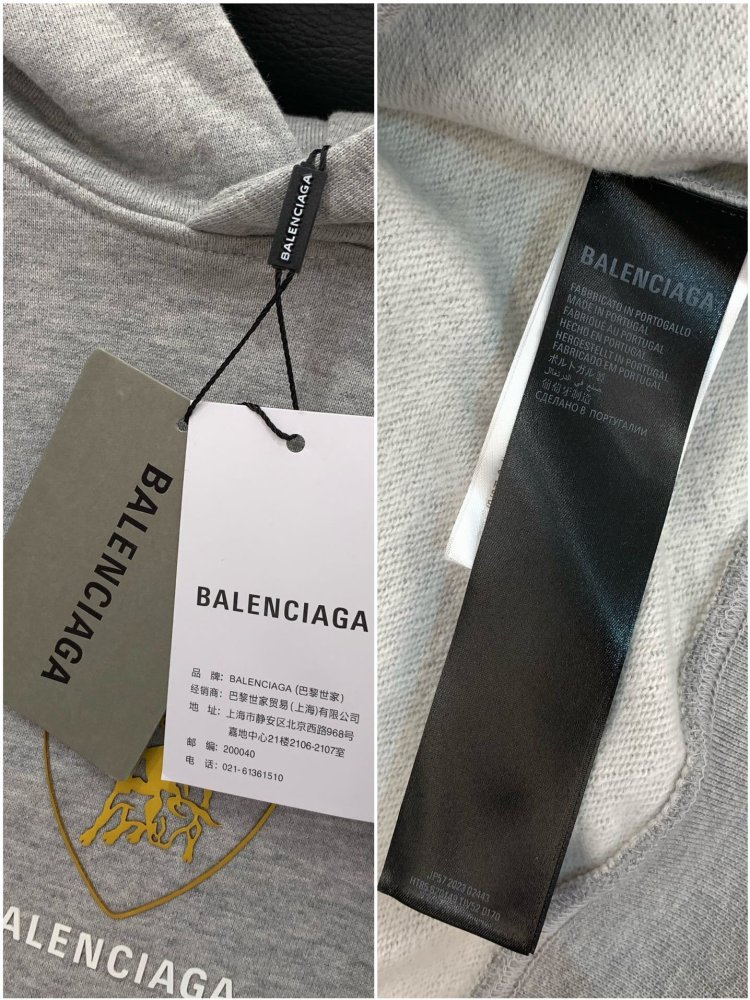 BALENCIAGA
BALENCIAGA
BALENCIAGA
品 牌: BALENCIAGA (巴黎世家)
经销商: 巴黎世家贸易(上海)有限公司
地 址: 上海市静安区北京西路968号
嘉地中心21楼2106-2107室
邮 编: 200040
电 话: 021-61361510
ALENCIAGA
BALENCIAGA
FABBRICATO IN PORTOGALLO
MADE IN PORTUGAL
FABRIQUÉ AU PORTUGAL
HECHO EN PORTUGAL
HERGESTELLT IN PORTUGAL
FABRICADO EM PORTUGAL
ポルトガル製
صنع في البرتغال
葡萄牙制造
СДЕЛАНО В ПОРТУГАЛИИ
JP57 2023 02443